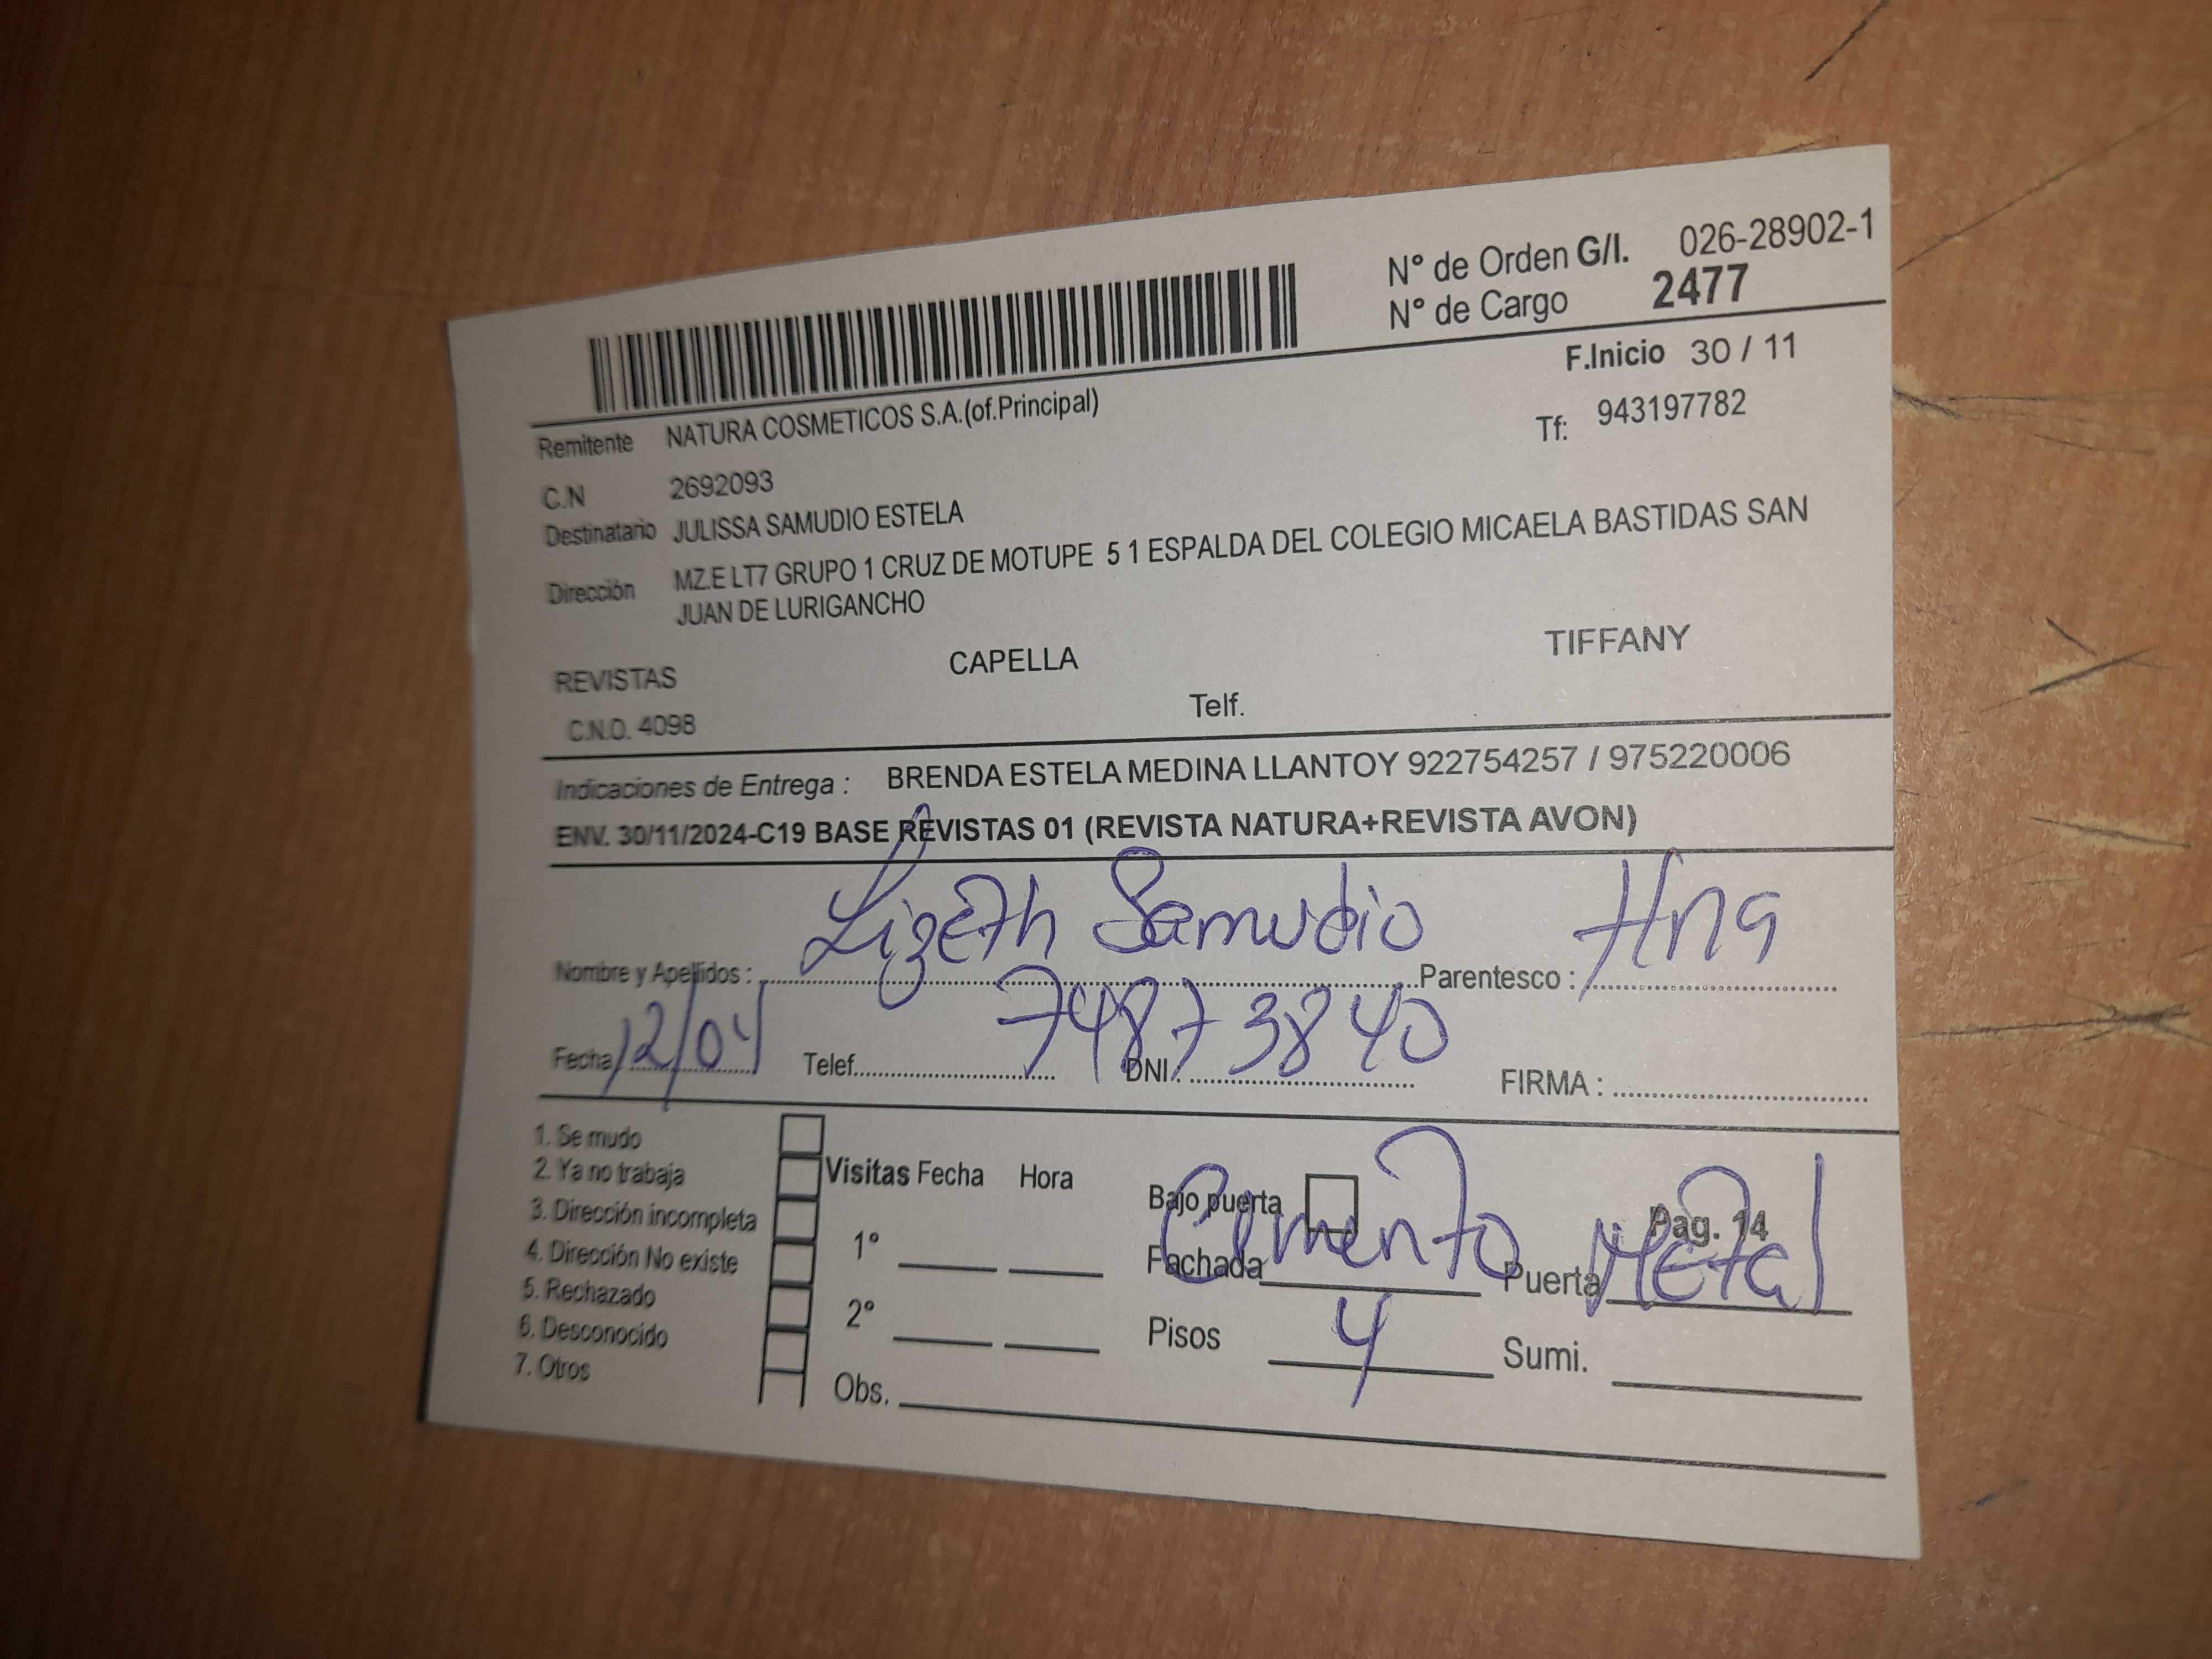 N° de Orden G/I. 026-28902-1
N° de Cargo 2477
F.Inicio 30 / 11
Remitente NATURA COSMETICOS S.A.(of.Principal) Tf: 943197782
C.N 2692093
Destinatario JULISSA SAMUDIO ESTELA
Dirección MZ.E LT7 GRUPO 1 CRUZ DE MOTUPE 5 1 ESPALDA DEL COLEGIO MICAELA BASTIDAS SAN
JUAN DE LURIGANCHO
REVISTAS CAPELLA TIFFANY
C.N.O. 4098 Telf.
Indicaciones de Entrega : BRENDA ESTELA MEDINA LLANTOY 922754257 / 975220006
ENV. 30/11/2024-C19 BASE REVISTAS 01 (REVISTA NATURA+REVISTA AVON)
Nombre y Apellidos : Lizeth Samudio Parentesco : Hna
Fecha 12/04 Telef. DNI. 74873840 FIRMA :
1. Se mudo
2. Ya no trabaja
3. Dirección incompleta
4. Dirección No existe
5. Rechazado
6. Desconocido
7. Otros
Visitas Fecha Hora
1°
2°
Obs.
Bajo puerta Pag. 14
Fachada Cemento Puerta Metal
Pisos 4 Sumi.